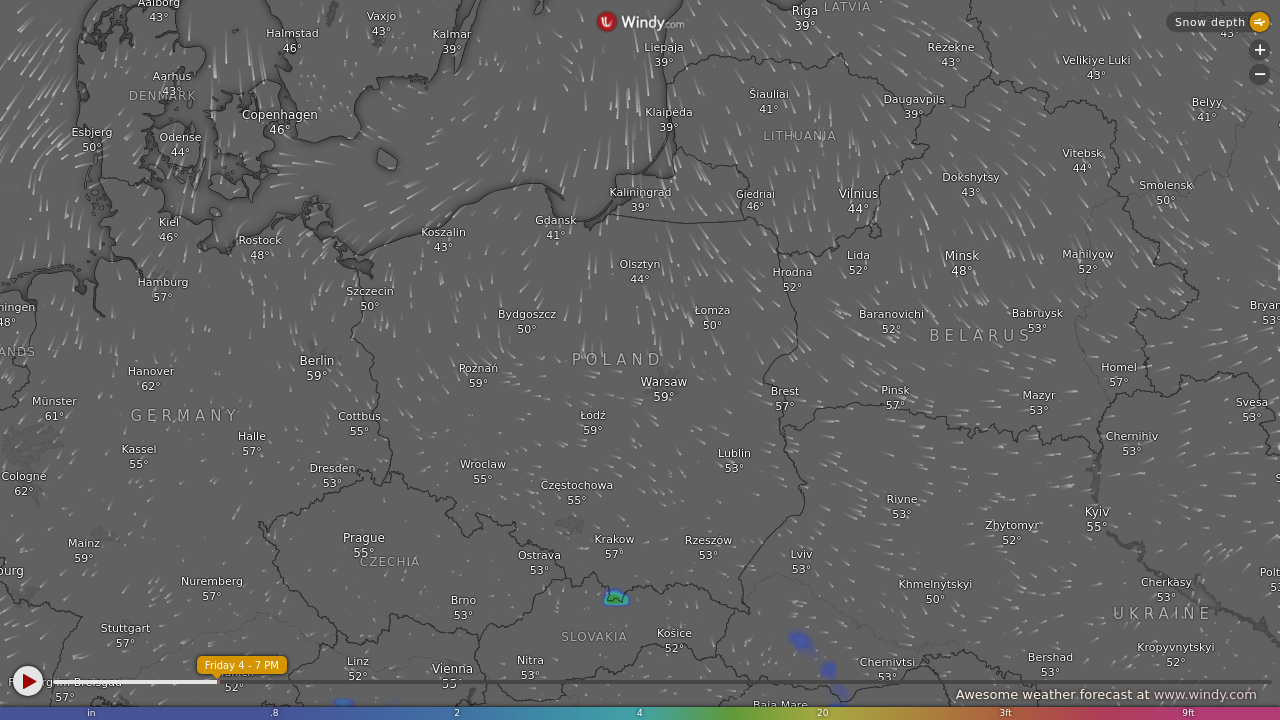 Aalborg
43°
Vaxjo
43°
Halmstad
46°
Kalmar
39°
Windy.com
Liepaja
39°
Riga
39°
LATVIA
Rēzekne
43°
Velikiye Luki
43°
Snow depth
43°
+
−
Aarhus
43°
DENMARK
Copenhagen
46°
Esbjerg
50°
Odense
44°
Klaipėda
39°
Šiauliai
41°
LITHUANIA
Daugavpils
39°
Belyy
41°
Vitebsk
44°
Dokshytsy
43°
Smolensk
50°
Kaliningrad
39°
Giedriai
46°
Vilnius
44°
Kiel
46°
Rostock
48°
Koszalin
43°
Gdansk
41°
Olsztyn
44°
Hrodna
52°
Lida
52°
Minsk
48°
Mahilyow
52°
Hamburg
57°
Szczecin
50°
Bydgoszcz
50°
Łomża
50°
Baranovichi
52°
Babruysk
53°
BELARUS
Berlin
59°
Hanover
62°
Poznań
59°
POLAND
Warsaw
59°
Brest
57°
Pinsk
57°
Homel
57°
Mazyr
53°
Svesa
53°
Münster
61°
GERMANY
Cottbus
55°
Łódź
59°
Halle
57°
Kassel
55°
Chernihiv
53°
Cologne
62°
Dresden
53°
Wroclaw
55°
Częstochowa
55°
Lublin
53°
Rivne
53°
Kyiv
55°
Zhytomyr
52°
Mainz
59°
Prague
55°
CZECHIA
Ostrava
53°
Krakow
57°
Rzeszów
53°
Lviv
53°
Nuremberg
57°
Brno
53°
Khmelnytskyi
50°
Cherkasy
53°
UKRAINE
Stuttgart
57°
SLOVAKIA
Košice
52°
Kropyvnytskyi
52°
Friday 4 - 7 PM
Linz
52°
Vienna
55°
Nitra
53°
Chernivtsi
53°
Bershad
53°
57°
52°
Baia Mare
Awesome weather forecast at www.windy.com
in .8 2 4 20 3ft 9ft